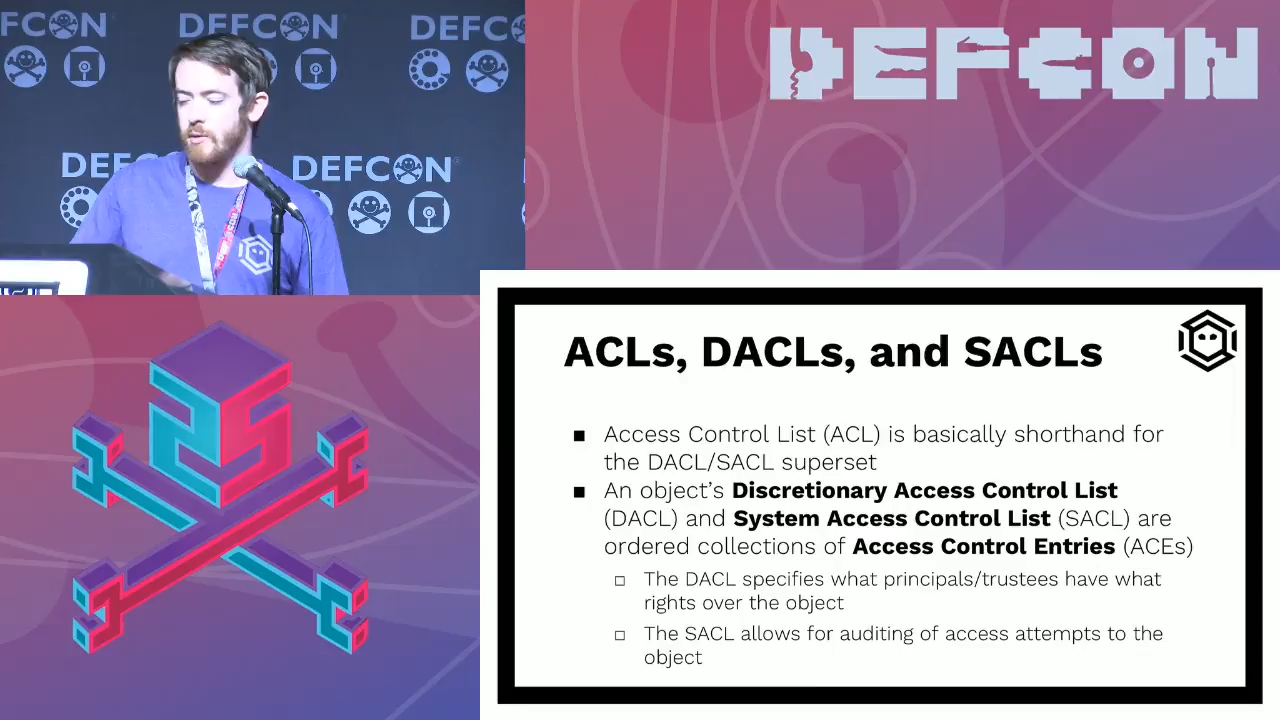 DEFCON
DEFCON
DEFC
DEF
DEFCON
DEFCON
ACLs, DACLs, and SACLs
■ Access Control List (ACL) is basically shorthand for
the DACL/SACL superset
■ An object's Discretionary Access Control List
(DACL) and System Access Control List (SACL) are
ordered collections of Access Control Entries (ACEs)
□ The DACL specifies what principals/trustees have what
rights over the object
□ The SACL allows for auditing of access attempts to the
object